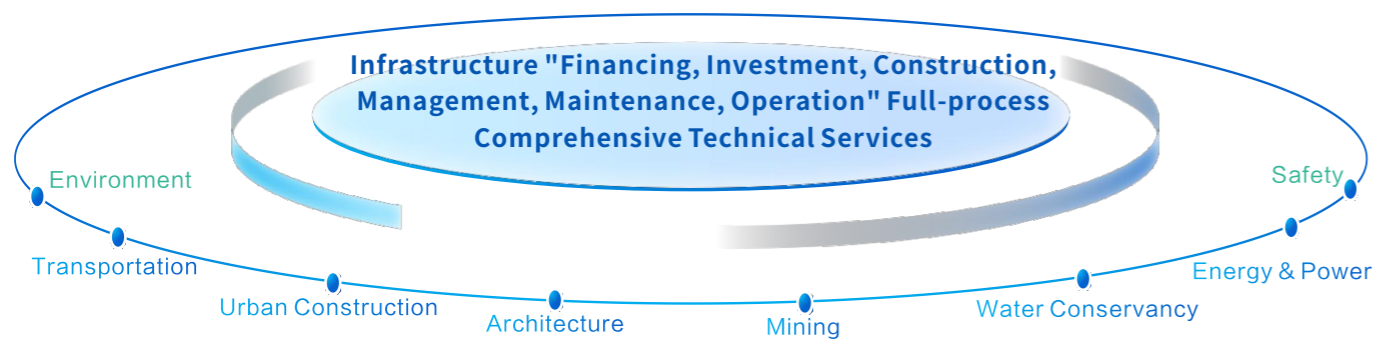 Infrastructure "Financing, Investment, Construction,
Management, Maintenance, Operation" Full-process
Comprehensive Technical Services
Environment
Safety
Transportation
Energy & Power
Urban Construction
Water Conservancy
Architecture
Mining